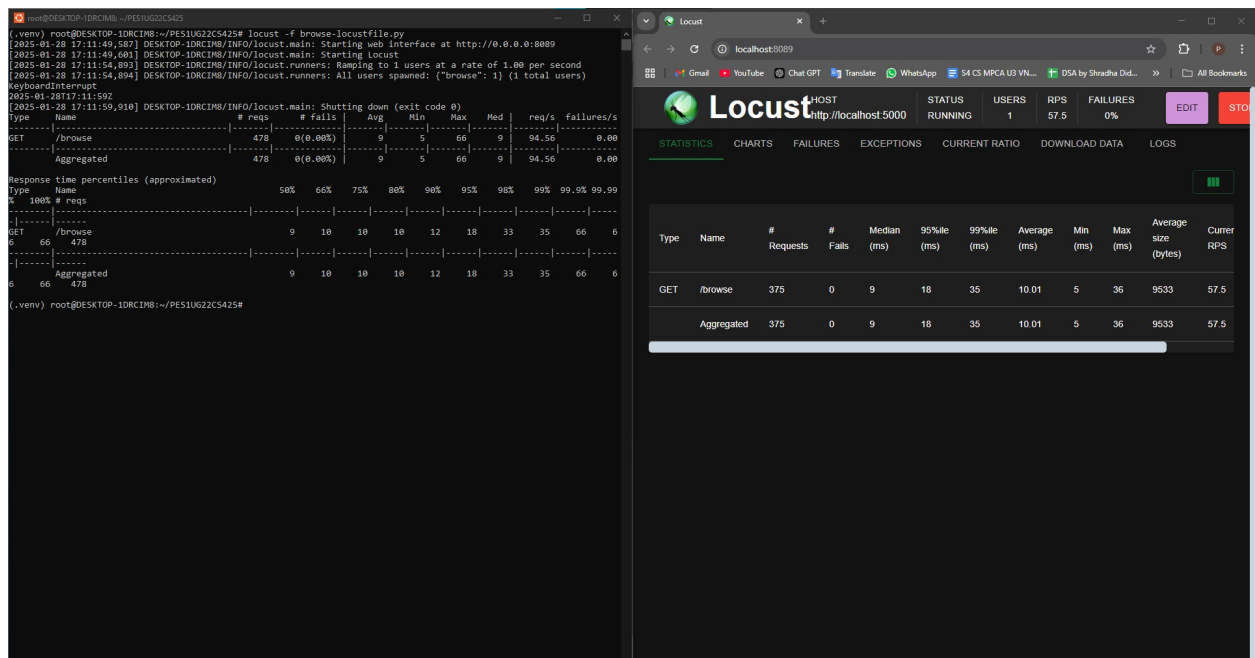 root@DESKTOP-1DRCIM8: ~/PES1UG22CS425
(.venv) root@DESKTOP-1DRCIM8:~/PES1UG22CS425# locust -f browse-locustfile.py
[2025-01-28 17:11:49,587] DESKTOP-1DRCIM8/INFO/locust.main: Starting web interface at http://0.0.0.0:8089
[2025-01-28 17:11:49,601] DESKTOP-1DRCIM8/INFO/locust.main: Starting Locust
[2025-01-28 17:11:54,893] DESKTOP-1DRCIM8/INFO/locust.runners: Ramping to 1 users at a rate of 1.00 per second
[2025-01-28 17:11:54,894] DESKTOP-1DRCIM8/INFO/locust.runners: All users spawned: {"browse": 1} (1 total users)
KeyboardInterrupt
2025-01-28T17:11:59Z
[2025-01-28 17:11:59,910] DESKTOP-1DRCIM8/INFO/locust.main: Shutting down (exit code 0)
Type Name # reqs # fails | Avg Min Max Med | req/s failures/s
--------|----------------------------|-------|-------------|-------|-------|-------|-------|--------|-----------
GET /browse 478 0(0.00%) | 9 5 66 9 | 94.56 0.00
--------|----------------------------|-------|-------------|-------|-------|-------|-------|--------|-----------
Aggregated 478 0(0.00%) | 9 5 66 9 | 94.56 0.00
Response time percentiles (approximated)
Type Name 50% 66% 75% 80% 90% 95% 98% 99% 99.9% 99.99
% 100% # reqs
--------|--------------------------------|--------|------|------|------|------|------|------|------|------|-----
-|------|------
GET /browse 9 10 10 10 12 18 33 35 66 6
6 66 478
--------|--------------------------------|--------|------|------|------|------|------|------|------|------|-----
-|------|------
Aggregated 9 10 10 10 12 18 33 35 66 6
6 66 478
(.venv) root@DESKTOP-1DRCIM8:~/PES1UG22CS425#
Locust
localhost:8089
P
Gmail YouTube Chat GPT Translate WhatsApp S4 CS MPCA U3 VN... DSA by Shradha Did... » All Bookmarks
Locust
HOST
http://localhost:5000
STATUS
RUNNING
USERS
1
RPS
57.5
FAILURES
0%
EDIT
STO
STATISTICS CHARTS FAILURES EXCEPTIONS CURRENT RATIO DOWNLOAD DATA LOGS
Type Name # Requests # Fails Median (ms) 95%ile (ms) 99%ile (ms) Average (ms) Min (ms) Max (ms) Average size (bytes) Curren RPS
GET /browse 375 0 9 18 35 10.01 5 36 9533 57.5
Aggregated 375 0 9 18 35 10.01 5 36 9533 57.5